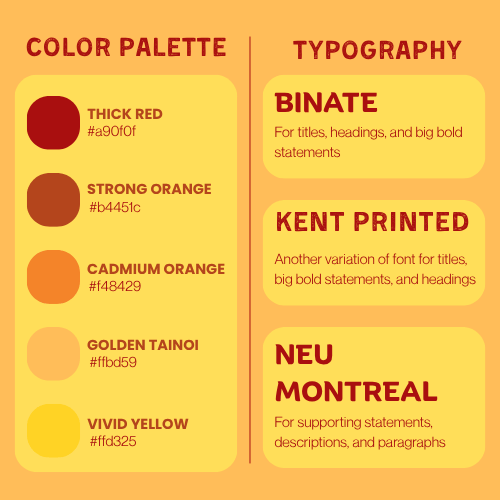 COLOR PALETTE
THICK RED
#a90f0f
STRONG ORANGE
#b4451c
CADMIUM ORANGE
#f48429
GOLDEN TAINOI
#ffbd59
VIVID YELLOW
#ffd325
TYPOGRAPHY
BINATE
For titles, headings, and big bold
statements
KENT PRINTED
Another variation of font for titles,
big bold statements, and headings
NEU
MONTREAL
For supporting statements,
descriptions, and paragraphs